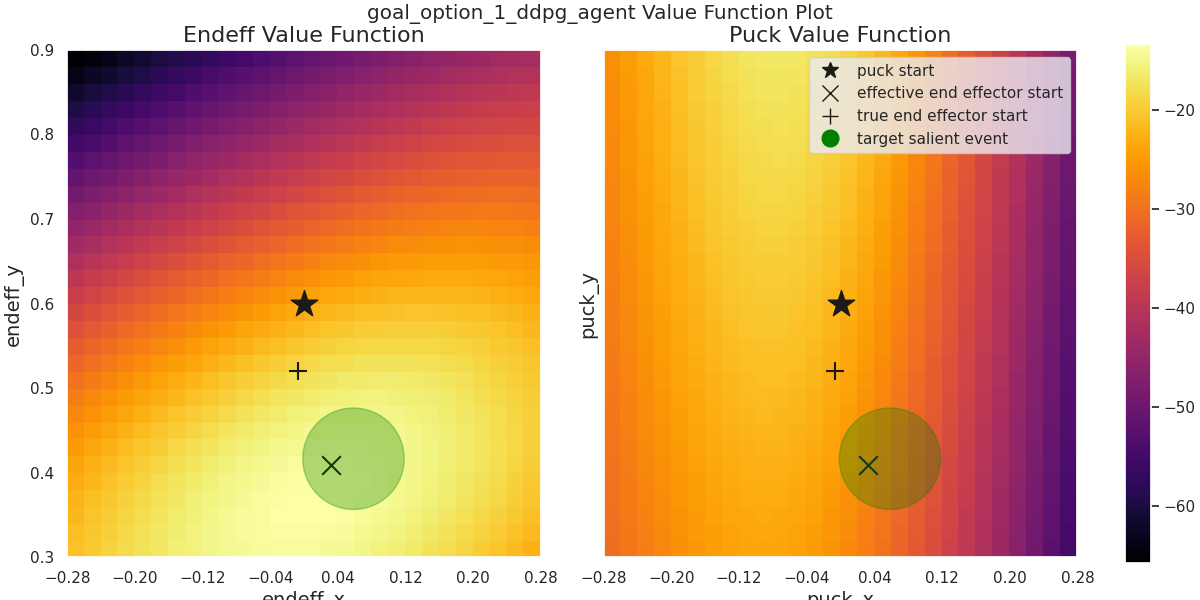 goal_option_1_ddpg_agent Value Function Plot
Endeff Value Function
Puck Value Function
puck start
effective end effector start
true end effector start
target salient event
endeff_y
0.9
0.8
0.7
0.6
0.5
0.4
0.3
−0.28 −0.20 −0.12 −0.04 0.04 0.12 0.20 0.28
endeff_x
puck_y
−0.28 −0.20 −0.12 −0.04 0.04 0.12 0.20 0.28
puck_x
−20
−30
−40
−50
−60